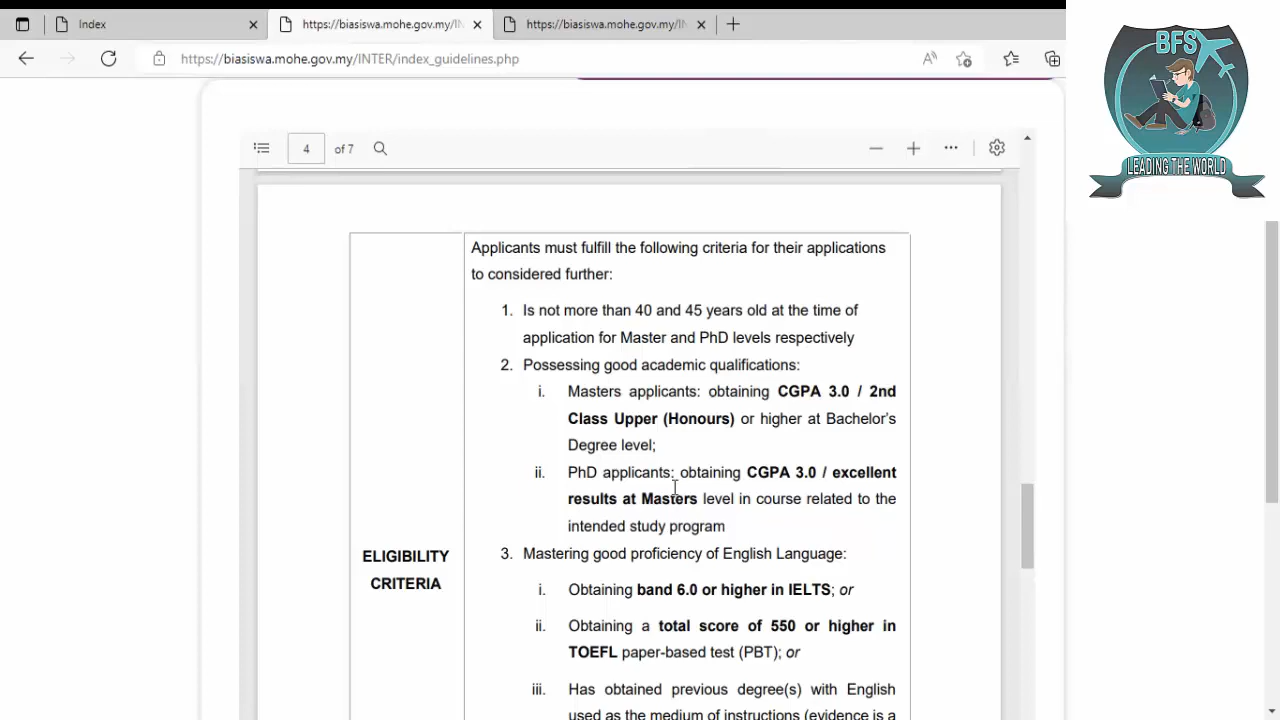 Index
https://biasiswa.mohe.gov.my/IN
https://biasiswa.mohe.gov.my/IN
https://biasiswa.mohe.gov.my/INTER/index_guidelines.php
BFS
LEADING THE WORLD
4 of 7
Applicants must fulfill the following criteria for their applications
to considered further:
1. Is not more than 40 and 45 years old at the time of
application for Master and PhD levels respectively
2. Possessing good academic qualifications:
i. Masters applicants: obtaining CGPA 3.0 / 2nd
Class Upper (Honours) or higher at Bachelor's
Degree level;
ii. PhD applicants: obtaining CGPA 3.0 / excellent
results at Masters level in course related to the
intended study program
ELIGIBILITY
CRITERIA
3. Mastering good proficiency of English Language:
i. Obtaining band 6.0 or higher in IELTS; or
ii. Obtaining a total score of 550 or higher in
TOEFL paper-based test (PBT); or
iii. Has obtained previous degree(s) with English
used as the medium of instructions (evidence is a